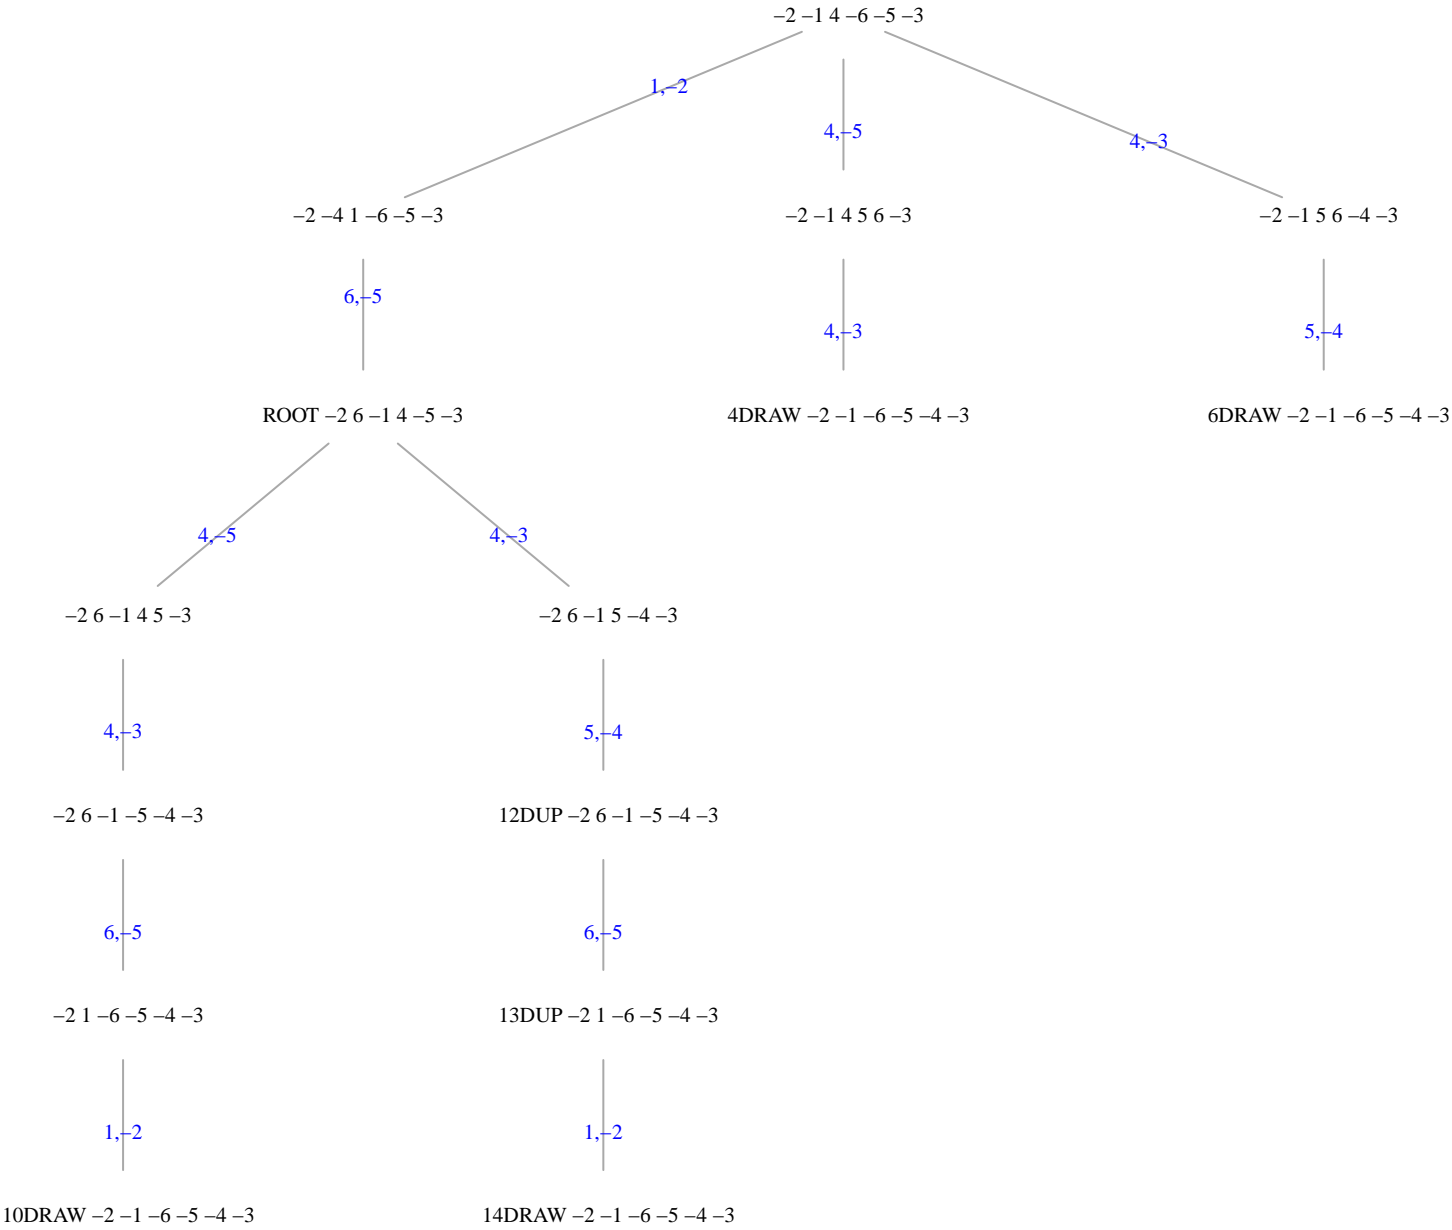 –2 –1 4 –6 –5 –3
1,–2
4,–5
4,–3
–2 –4 1 –6 –5 –3
–2 –1 4 5 6 –3
–2 –1 5 6 –4 –3
6,–5
4,–3
5,–4
ROOT –2 6 –1 4 –5 –3
4DRAW –2 –1 –6 –5 –4 –3
6DRAW –2 –1 –6 –5 –4 –3
4,–5
4,–3
–2 6 –1 4 5 –3
–2 6 –1 5 –4 –3
4,–3
5,–4
–2 6 –1 –5 –4 –3
12DUP –2 6 –1 –5 –4 –3
6,–5
6,–5
–2 1 –6 –5 –4 –3
13DUP –2 1 –6 –5 –4 –3
1,–2
1,–2
10DRAW –2 –1 –6 –5 –4 –3
14DRAW –2 –1 –6 –5 –4 –3